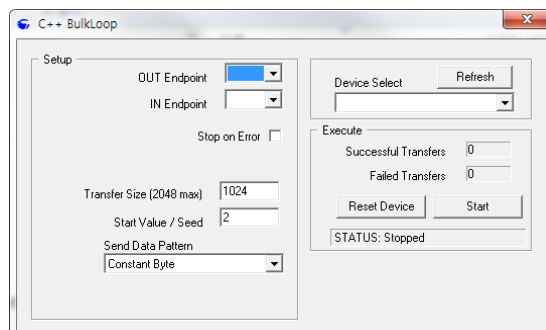 C++ BulkLoop
Setup
OUT Endpoint
IN Endpoint
Stop on Error
Transfer Size (2048 max) 1024
Start Value / Seed 2
Send Data Pattern
Constant Byte
Device Select Refresh
Execute
Successful Transfers 0
Failed Transfers 0
Reset Device Start
STATUS: Stopped